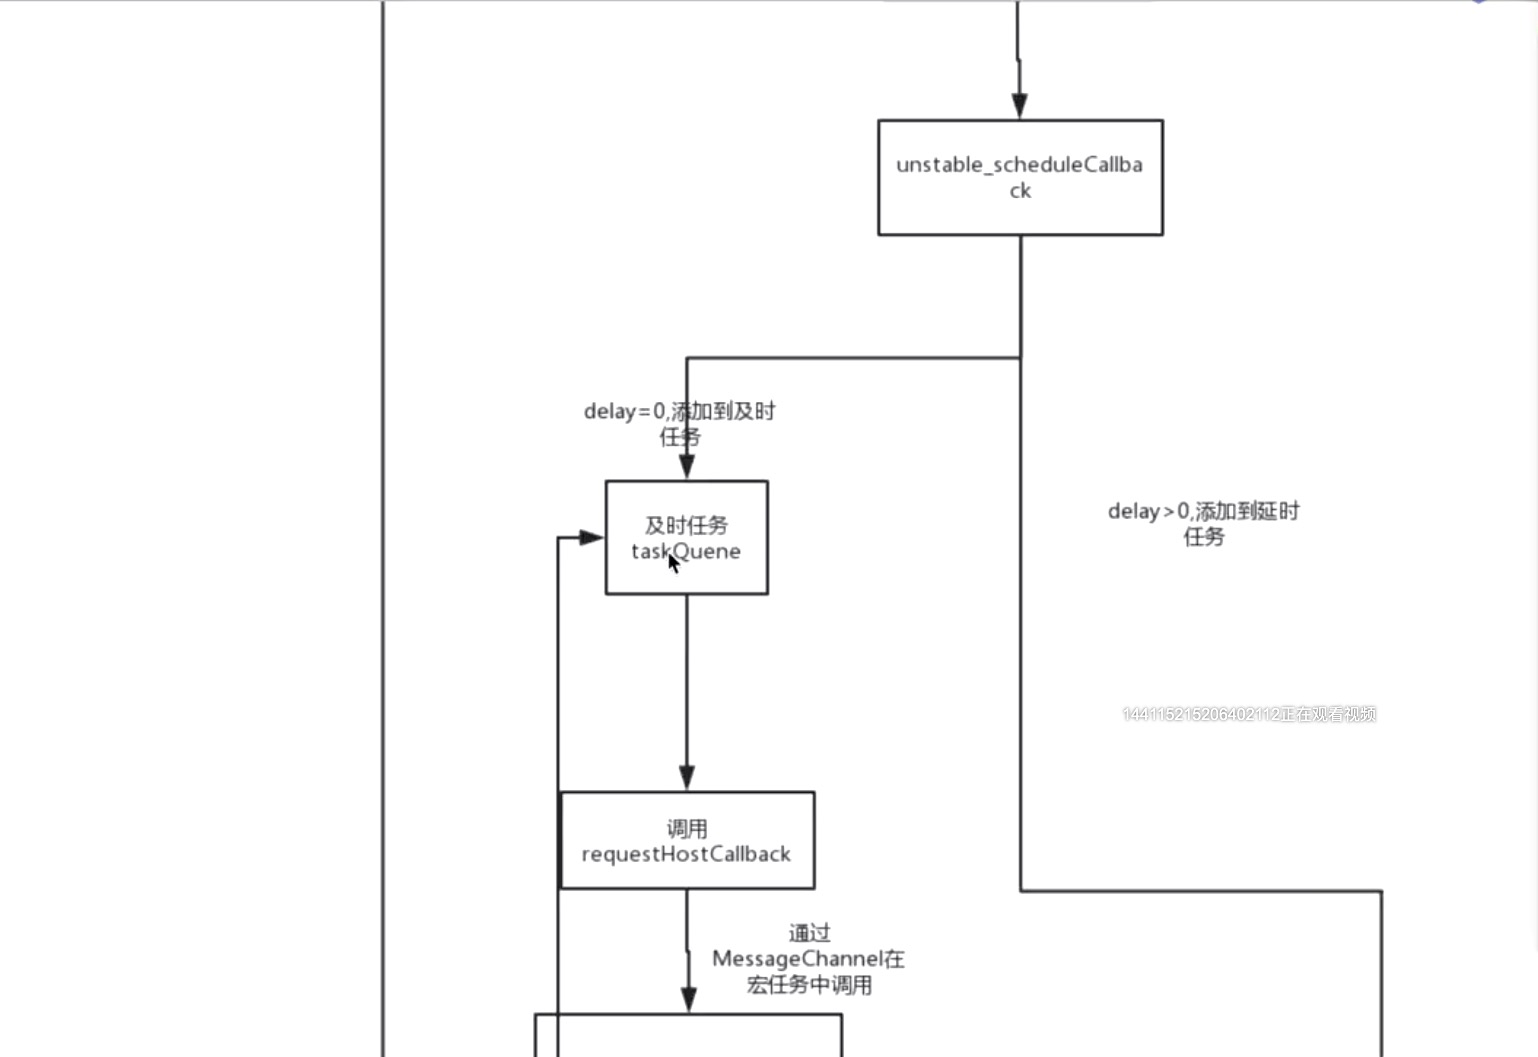 unstable_scheduleCallba
ck
delay=0,添加到及时
任务
及时任务
taskQuene
delay>0,添加到延时
任务
144115215206402112正在观看视频
调用
requestHostCallback
通过
MessageChannel在
宏任务中调用